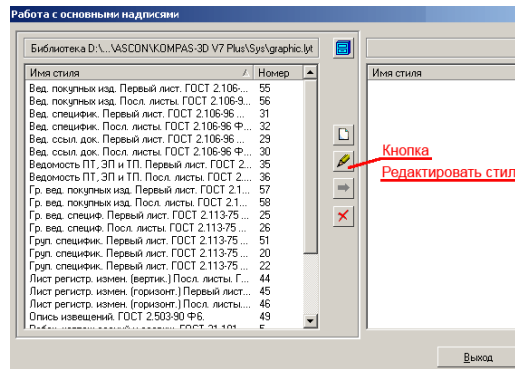 Работа с основными надписями
Библиотека D:\...\ASCON\KOMPAS-3D V7 Plus\Sys\graphic.lyt
Имя стиля Номер
Вед. покупных изд. Первый лист. ГОСТ 2.106-... 55
Вед. покупных изд. Посл. листы. ГОСТ 2.106-9... 56
Вед. специфик. Первый лист. ГОСТ 2.106-96 ... 31
Вед. специфик. Посл. листы. ГОСТ 2.106-96 Ф... 32
Вед. ссыл. док. Первый лист. ГОСТ 2.106-96 ... 29
Вед. ссыл. док. Посл. листы. ГОСТ 2.106-96 Ф... 30
Ведомость ПТ, ЭП и ТП. Первый лист. ГОСТ 2... 35
Ведомость ПТ, ЭП и ТП. Посл. листы. ГОСТ 2.... 36
Гр. вед. покупных изд. Первый лист. ГОСТ 2.1... 57
Гр. вед. покупных изд. Посл. листы. ГОСТ 2.1... 58
Гр. вед. специф. Первый лист. ГОСТ 2.113-75 ... 25
Гр. вед. специф. Посл. листы. ГОСТ 2.113-75 ... 26
Груп. специфик. Первый лист. ГОСТ 2.113-75 ... 51
Груп. специфик. Первый лист. ГОСТ 2.113-75 ... 20
Груп. специфик. Первый лист. ГОСТ 2.113-75 ... 22
Лист регистр. измен. (вертик.) Посл. листы. Г... 44
Лист регистр. измен. (горизонт.) Первый лист... 45
Лист регистр. измен. (горизонт.) Посл. листы.... 46
Опись извещений. ГОСТ 2.503-90 Ф6. 49
Имя стиля
Кнопка
Редактировать стил
Выход